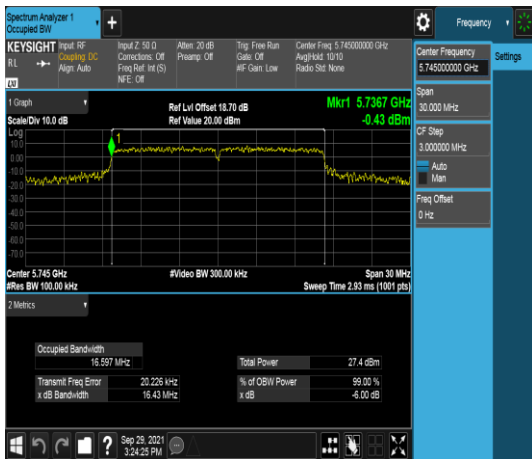 Spectrum Analyzer 1
Occupied BW
+
Frequency
KEYSIGHT
RL
LXI
Input: RF
Coupling: DC
Align: Auto
Input Z: 50 Ω
Corrections: Off
Freq Ref: Int (S)
NFE: Off
Atten: 20 dB
Preamp: Off
Trig: Free Run
Gate: Off
#IF Gain: Low
Center Freq: 5.745000000 GHz
Avg|Hold: 10/10
Radio Std: None
Center Frequency
5.745000000 GHz
Settings
Span
30.000 MHz
CF Step
3.000000 MHz
Auto
Man
Freq Offset
0 Hz
1 Graph
Scale/Div 10.0 dB
Ref Lvl Offset 18.70 dB
Ref Value 20.00 dBm
Mkr1 5.7367 GHz
-0.43 dBm
Log
10.0
0.00
-10.0
-20.0
-30.0
-40.0
-50.0
-60.0
-70.0
1
Center 5.745 GHz
#Res BW 100.00 kHz
#Video BW 300.00 kHz
Span 30 MHz
Sweep Time 2.93 ms (1001 pts)
2 Metrics
Occupied Bandwidth
16.597 MHz
Total Power 27.4 dBm
Transmit Freq Error 20.226 kHz
% of OBW Power 99.00 %
x dB Bandwidth 16.43 MHz
x dB -6.00 dB
?
Sep 29, 2021
3:24:25 PM